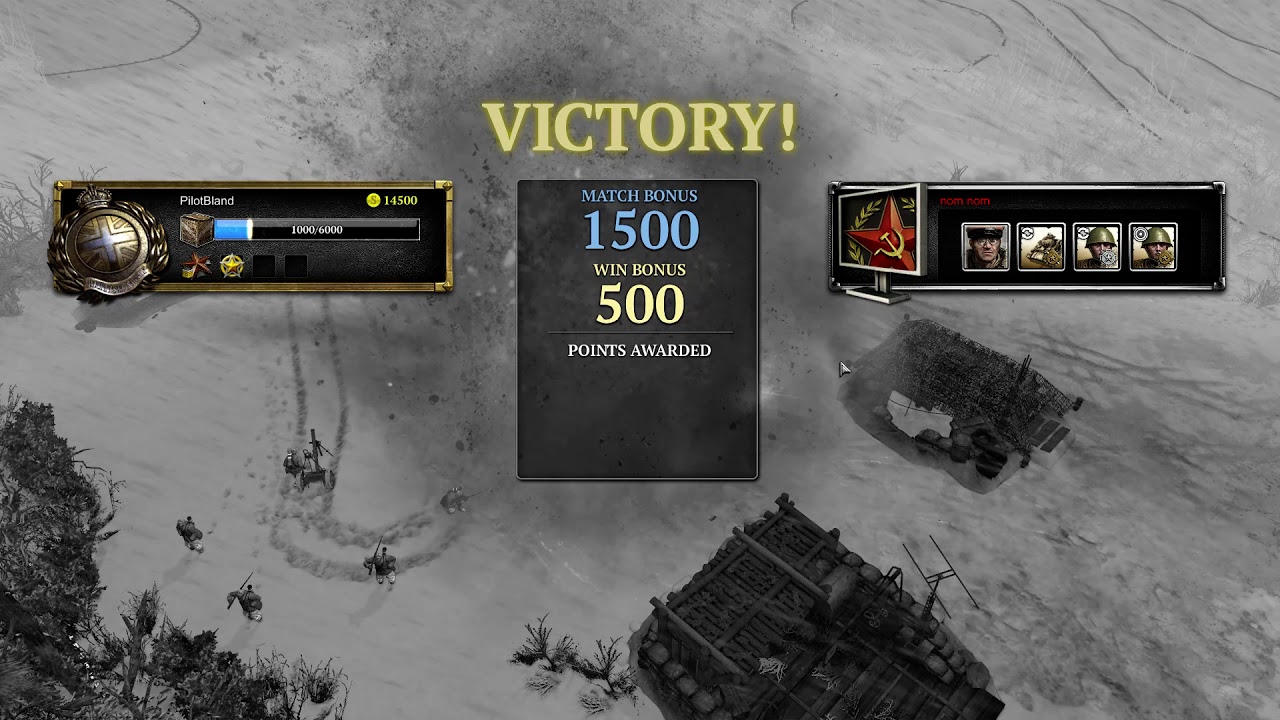 VICTORY!
PilotBland
14500
1000/6000
MATCH BONUS
1500
WIN BONUS
500
POINTS AWARDED
nom nom